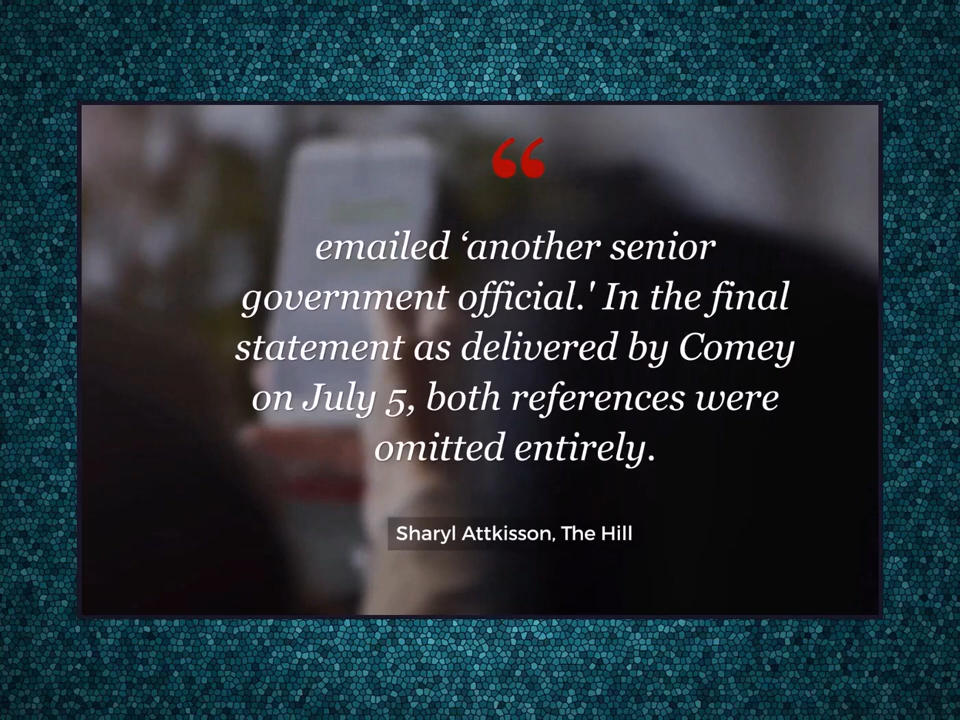 “
emailed ‘another senior
government official.' In the final
statement as delivered by Comey
on July 5, both references were
omitted entirely.
Sharyl Attkisson, The Hill